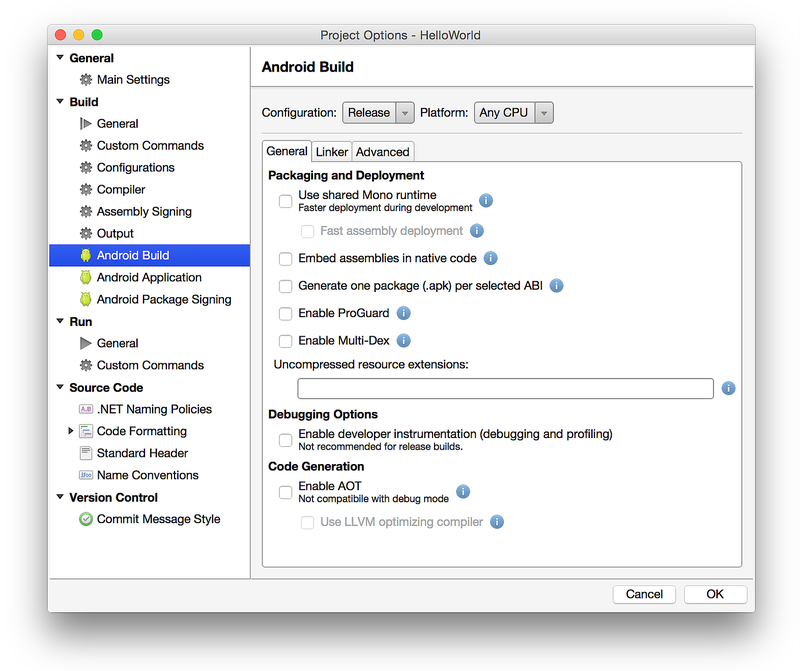 Project Options - HelloWorld
General
Main Settings
Build
General
Custom Commands
Configurations
Compiler
Assembly Signing
Output
Android Build
Android Application
Android Package Signing
Run
General
Custom Commands
Source Code
A.B
.NET Naming Policies
Code Formatting
Standard Header
Name Conventions
Version Control
Commit Message Style
Android Build
Configuration: Release Platform: Any CPU
General Linker Advanced
Packaging and Deployment
Use shared Mono runtime
Faster deployment during development
Fast assembly deployment
Embed assemblies in native code
Generate one package (.apk) per selected ABI
Enable ProGuard
Enable Multi-Dex
Uncompressed resource extensions:
Debugging Options
Enable developer instrumentation (debugging and profiling)
Not recommended for release builds.
Code Generation
Enable AOT
Not compatibile with debug mode
Use LLVM optimizing compiler
Cancel OK